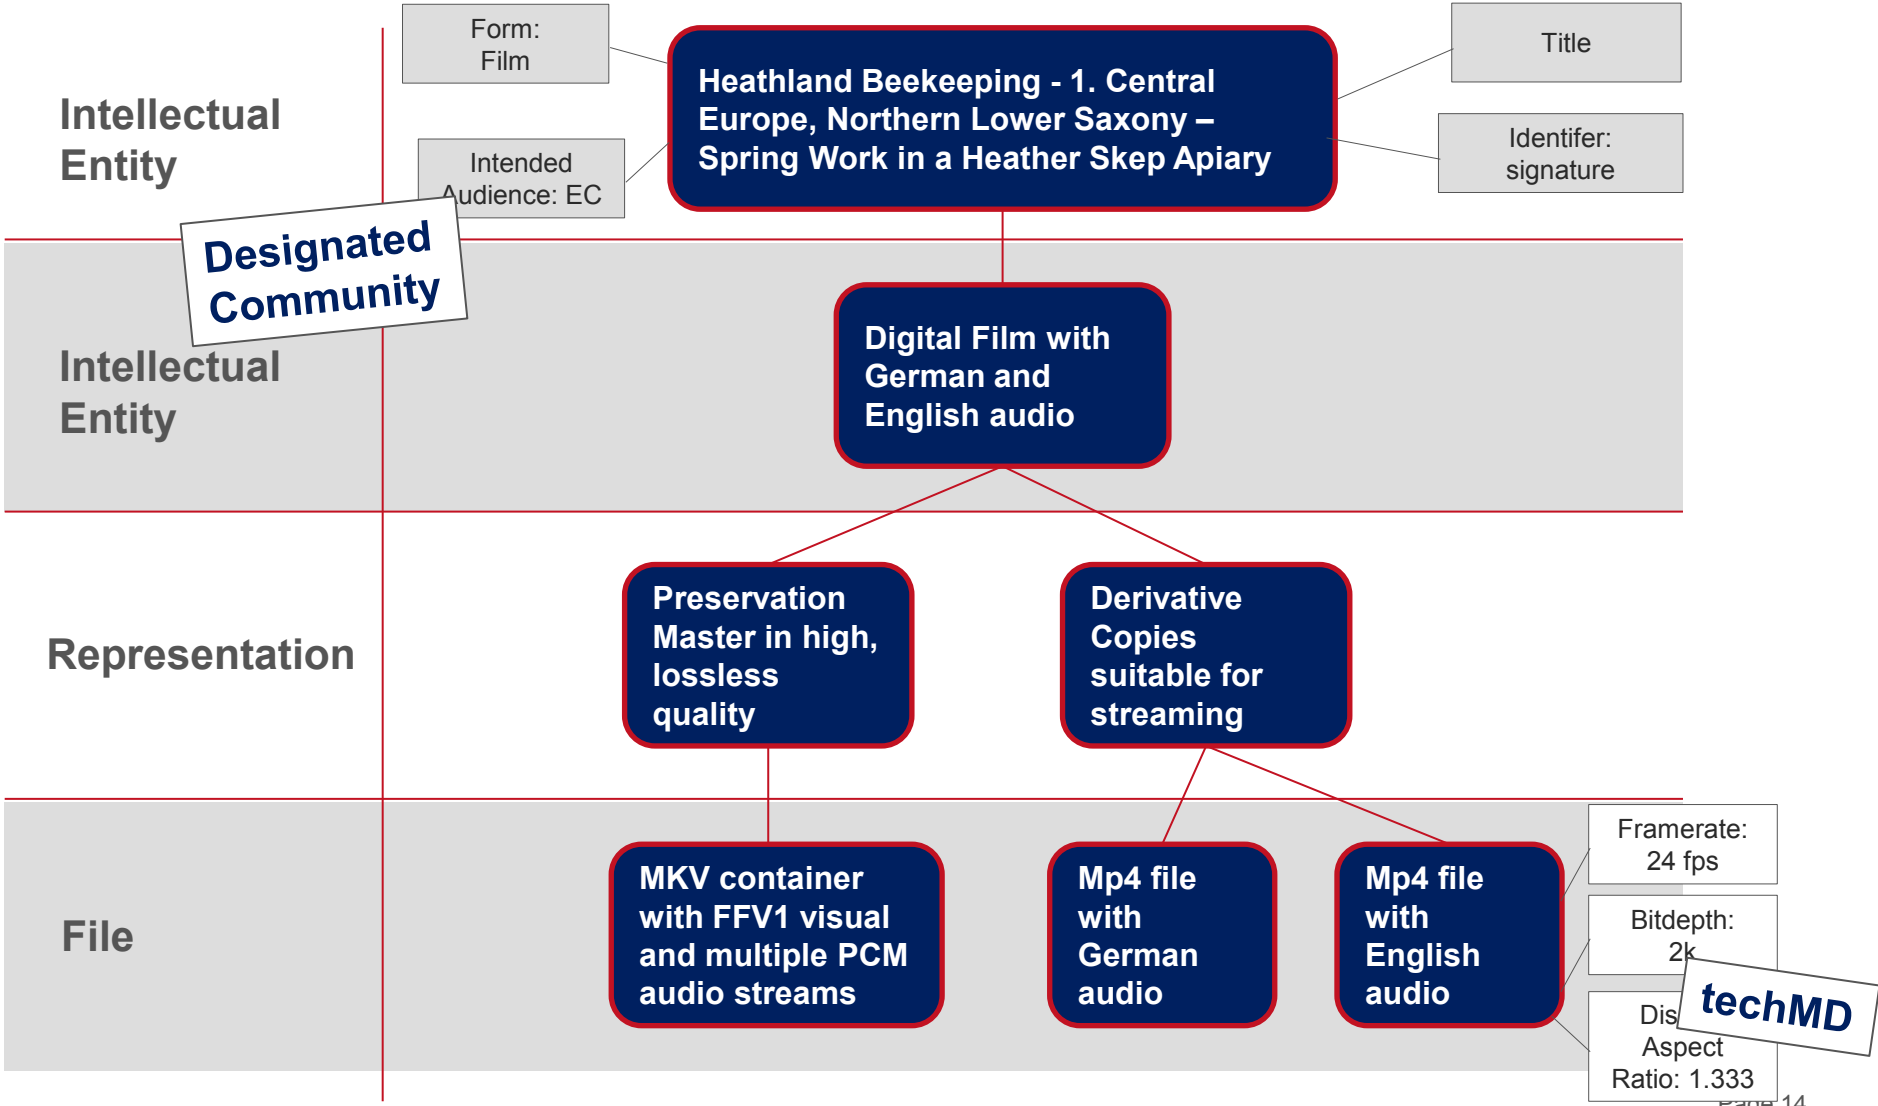 Form:
Film
Title
Heathland Beekeeping - 1. Central
Europe, Northern Lower Saxony –
Spring Work in a Heather Skep Apiary
Intellectual
Entity
Intended
Audience: EC
Identifer:
signature
Designated
Community
Intellectual
Entity
Digital Film with
German and
English audio
Representation
Preservation
Master in high,
lossless
quality
Derivative
Copies
suitable for
streaming
File
MKV container
with FFV1 visual
and multiple PCM
audio streams
Mp4 file
with
German
audio
Mp4 file
with
English
audio
Framerate:
24 fps
Bitdepth:
2k
techMD
Aspect
Ratio: 1.333
Page 14